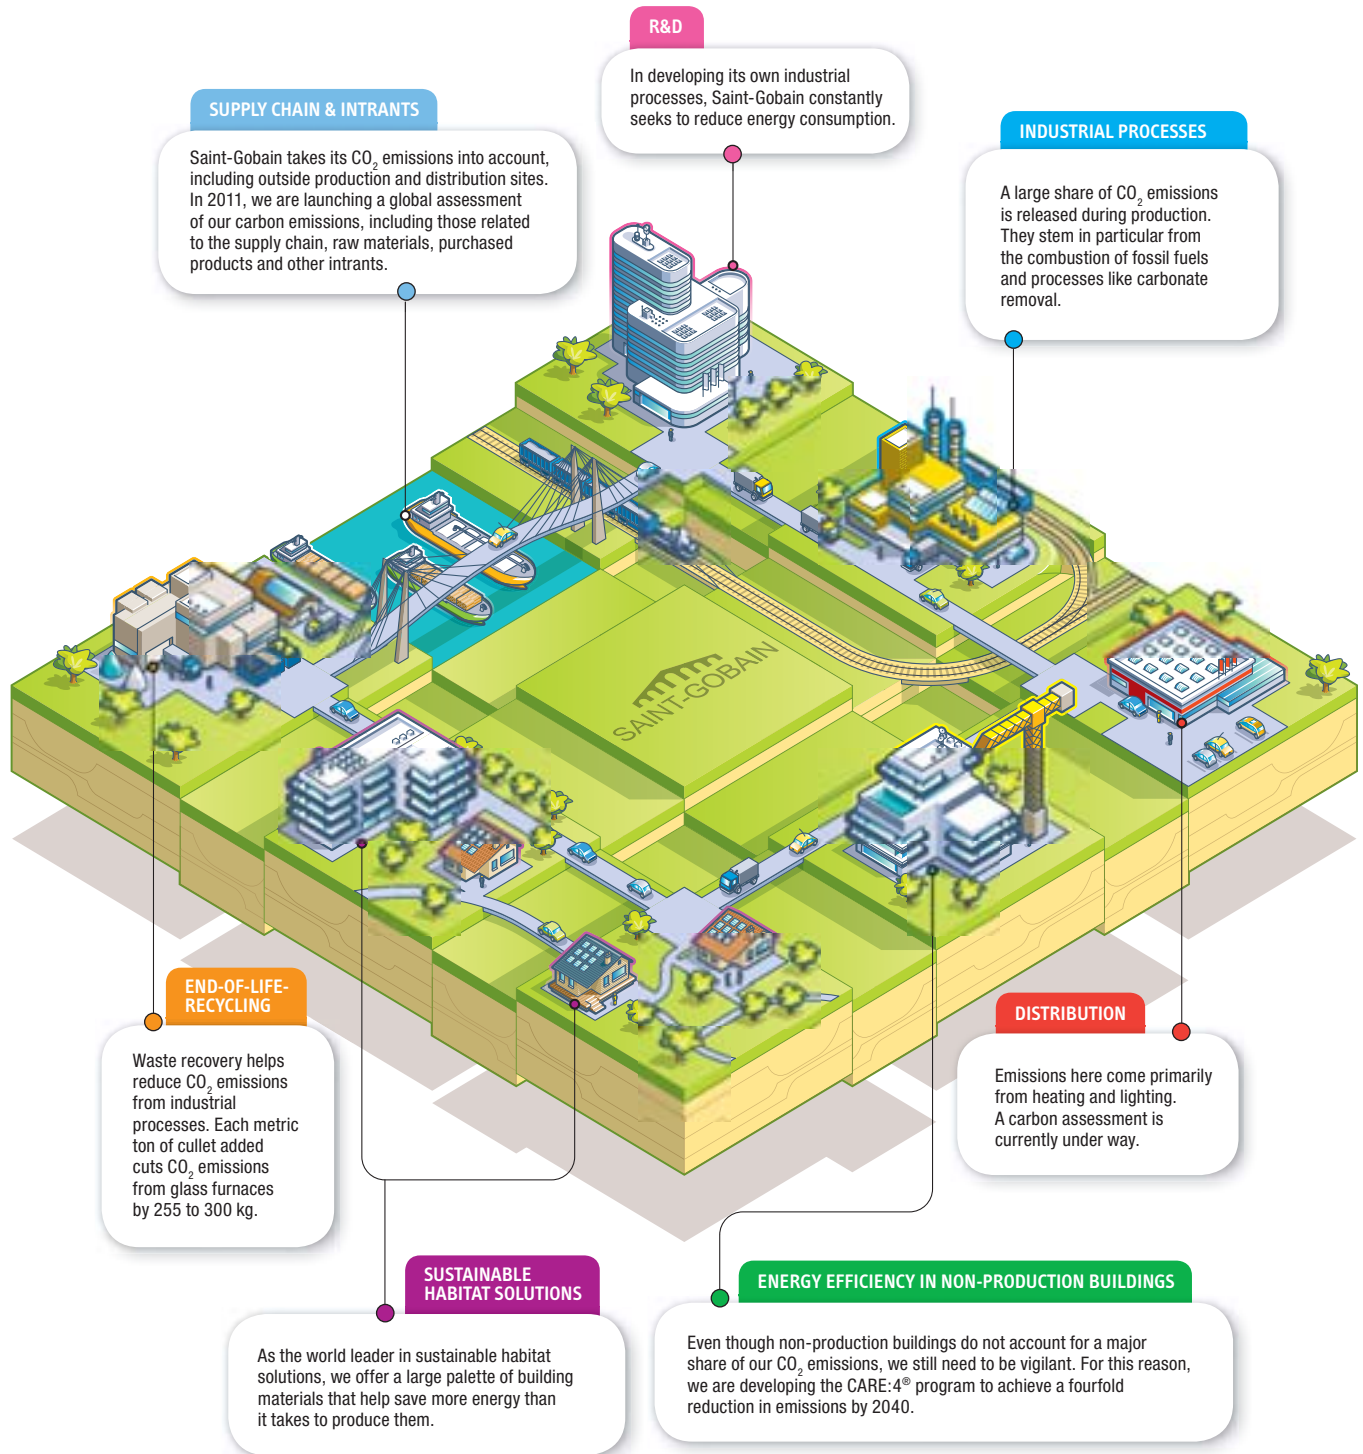 R&D
In developing its own industrial
processes, Saint-Gobain constantly
seeks to reduce energy consumption.
SUPPLY CHAIN & INTRANTS
Saint-Gobain takes its CO₂ emissions into account,
including outside production and distribution sites.
In 2011, we are launching a global assessment
of our carbon emissions, including those related
to the supply chain, raw materials, purchased
products and other intrants.
INDUSTRIAL PROCESSES
A large share of CO₂ emissions
is released during production.
They stem in particular from
the combustion of fossil fuels
and processes like carbonate
removal.
SAINT-GOBAIN
END-OF-LIFE-
RECYCLING
Waste recovery helps
reduce CO₂ emissions
from industrial
processes. Each metric
ton of cullet added
cuts CO₂ emissions
from glass furnaces
by 255 to 300 kg.
DISTRIBUTION
Emissions here come primarily
from heating and lighting.
A carbon assessment is
currently under way.
SUSTAINABLE
HABITAT SOLUTIONS
As the world leader in sustainable habitat
solutions, we offer a large palette of building
materials that help save more energy than
it takes to produce them.
ENERGY EFFICIENCY IN NON-PRODUCTION BUILDINGS
Even though non-production buildings do not account for a major
share of our CO₂ emissions, we still need to be vigilant. For this reason,
we are developing the CARE:4® program to achieve a fourfold
reduction in emissions by 2040.